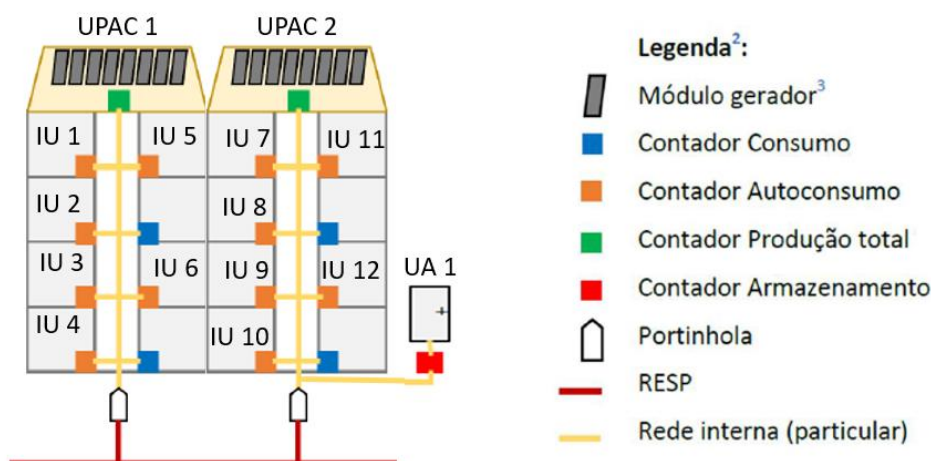 UPAC 1
UPAC 2
IU 1
IU 5
IU 7
IU 11
IU 2
IU 8
IU 3
IU 6
IU 9
IU 12
UA 1
IU 4
IU 10
Legenda²:
Módulo gerador³
Contador Consumo
Contador Autoconsumo
Contador Produção total
Contador Armazenamento
Portinhola
RESP
Rede interna (particular)